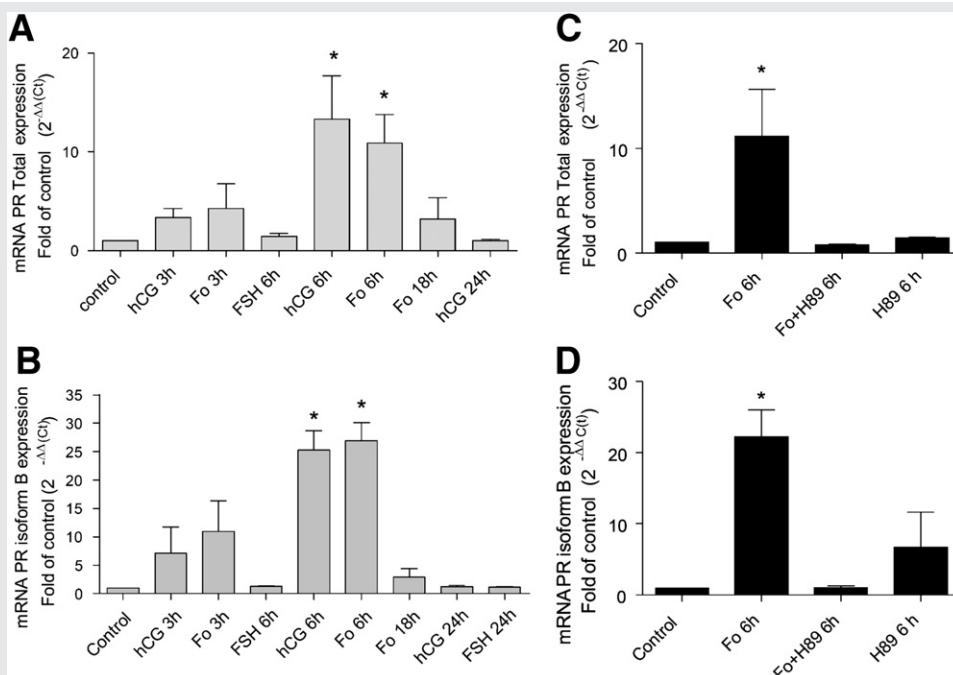 A
mRNA PR Total expression
Fold of control (2^-ΔΔ(Ct))
20
10
0
*
*
control
hCG 3h
Fo 3h
FSH 6h
hCG 6h
Fo 6h
Fo 18h
hCG 24h
B
mRNA PR isoform B expression
Fold of control (2^-ΔΔ(Ct))
35
30
25
20
15
10
5
0
*
*
Control
hCG 3h
Fo 3h
FSH 6h
hCG 6h
Fo 6h
Fo 18h
hCG 24h
FSH 24h
C
mRNA PR Total expression
Fold of control (2^-ΔΔC(t))
20
10
0
*
Control
Fo 6h
Fo+H89 6h
H89 6 h
D
mRNA PR isoform B expression
Fold of control (2^-ΔΔC(t))
30
20
10
0
*
Control
Fo 6h
Fo+H89 6h
H89 6 h